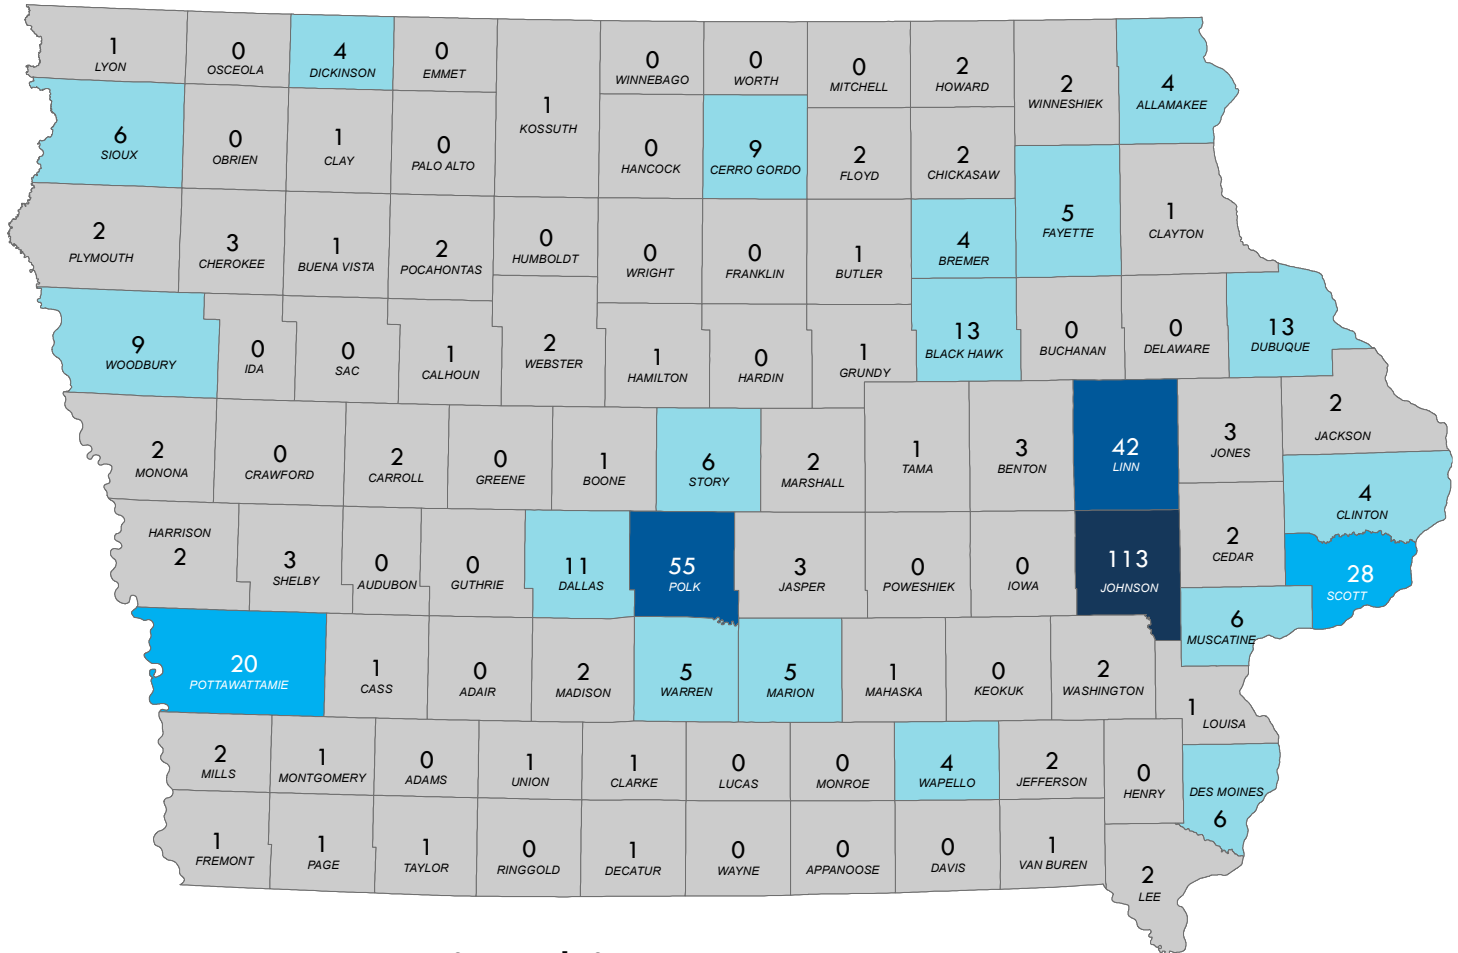 1
LYON
0
OSCEOLA
4
DICKINSON
0
EMMET
1
KOSSUTH
0
WINNEBAGO
0
WORTH
0
MITCHELL
2
HOWARD
2
WINNESHIEK
4
ALLAMAKEE
6
SIOUX
0
OBRIEN
1
CLAY
0
PALO ALTO
0
HANCOCK
9
CERRO GORDO
2
FLOYD
2
CHICKASAW
5
FAYETTE
1
CLAYTON
2
PLYMOUTH
3
CHEROKEE
1
BUENA VISTA
2
POCAHONTAS
0
HUMBOLDT
0
WRIGHT
0
FRANKLIN
1
BUTLER
4
BREMER
9
WOODBURY
0
IDA
0
SAC
1
CALHOUN
2
WEBSTER
1
HAMILTON
0
HARDIN
1
GRUNDY
13
BLACK HAWK
0
BUCHANAN
0
DELAWARE
13
DUBUQUE
2
MONONA
0
CRAWFORD
2
CARROLL
0
GREENE
1
BOONE
6
STORY
2
MARSHALL
1
TAMA
3
BENTON
42
LINN
3
JONES
2
JACKSON
4
CLINTON
HARRISON
2
3
SHELBY
0
AUDUBON
0
GUTHRIE
11
DALLAS
55
POLK
3
JASPER
0
POWESHIEK
0
IOWA
113
JOHNSON
2
CEDAR
28
SCOTT
6
MUSCATINE
20
POTTAWATTAMIE
1
CASS
0
ADAIR
2
MADISON
5
WARREN
5
MARION
1
MAHASKA
0
KEOKUK
2
WASHINGTON
1
LOUISA
2
MILLS
1
MONTGOMERY
0
ADAMS
1
UNION
1
CLARKE
0
LUCAS
0
MONROE
4
WAPELLO
2
JEFFERSON
0
HENRY
DES MOINES
6
1
FREMONT
1
PAGE
1
TAYLOR
0
RINGGOLD
1
DECATUR
0
WAYNE
0
APPANOOSE
0
DAVIS
1
VAN BUREN
2
LEE